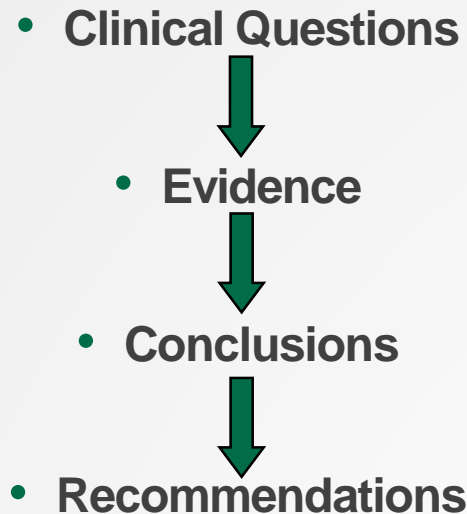 • Clinical Questions
• Evidence
• Conclusions
• Recommendations